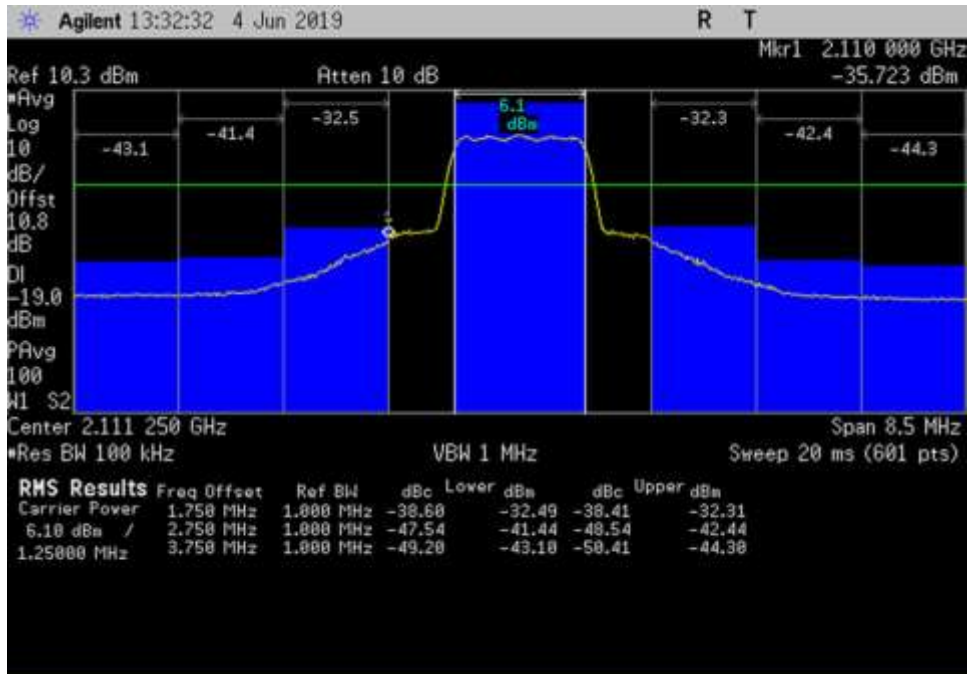 Agilent 13:32:32 4 Jun 2019 R T
Mkr1 2.110 000 GHz
Ref 10.3 dBm Atten 10 dB -35.723 dBm
#Avg
Log
10
dB/
Offst
10.8
dB
DI
-19.0
dBm
PAvg
100
W1 S2
-43.1 -41.4 -32.5 6.1 dBm -32.3 -42.4 -44.3
1
Center 2.111 250 GHz Span 8.5 MHz
#Res BW 100 kHz VBW 1 MHz Sweep 20 ms (601 pts)
RMS Results Freq Offset Ref BW dBc Lower dBm dBc Upper dBm
Carrier Power 1.750 MHz 1.000 MHz -38.60 -32.49 -38.41 -32.31
6.10 dBm / 2.750 MHz 1.000 MHz -47.54 -41.44 -48.54 -42.44
1.25000 MHz 3.750 MHz 1.000 MHz -49.20 -43.10 -50.41 -44.30